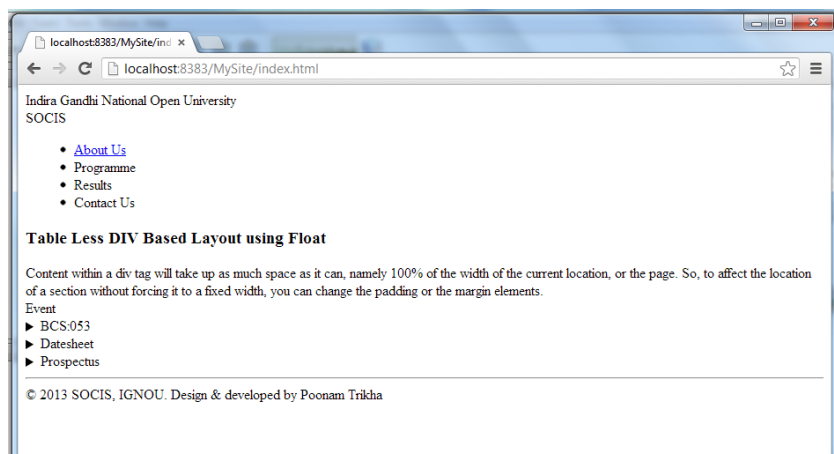 localhost:8383/MySite/ind
localhost:8383/MySite/index.html
Indira Gandhi National Open University
SOCIS
About Us
Programme
Results
Contact Us
Table Less DIV Based Layout using Float
Content within a div tag will take up as much space as it can, namely 100% of the width of the current location, or the page. So, to affect the location
of a section without forcing it to a fixed width, you can change the padding or the margin elements.
Event
BCS:053
Datesheet
Prospectus
© 2013 SOCIS, IGNOU. Design & developed by Poonam Trikha